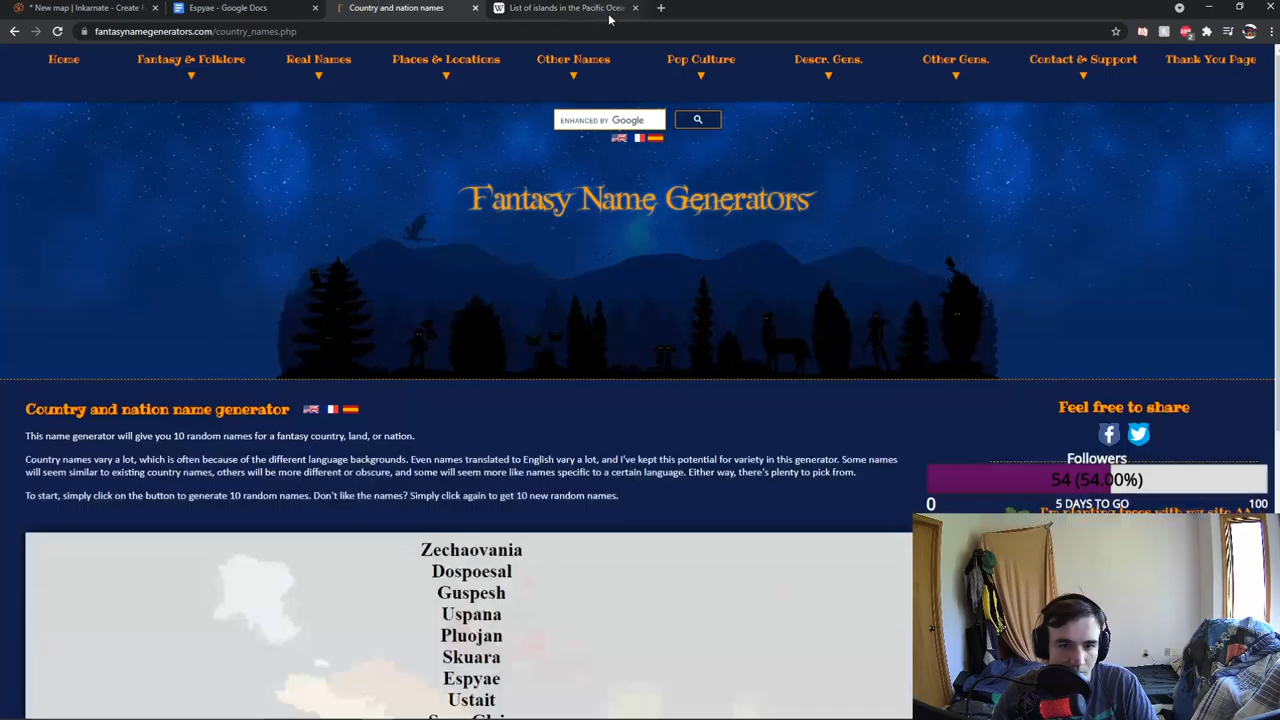 * New map | Inkarnate - Create F
Espyae - Google Docs
Country and nation names
List of islands in the Pacific Ocea
fantasynamegenerators.com/country_names.php
Home
Fantasy & Folklore
Real Names
Places & Locations
Other Names
Pop Culture
Descr. Gens.
Other Gens.
Contact & Support
Thank You Page
ENHANCED BY Google
Fantasy Name Generators
Country and nation name generator
This name generator will give you 10 random names for a fantasy country, land, or nation.
Country names vary a lot, which is often because of the different language backgrounds. Even names translated to English vary a lot, and I've kept this potential for variety in this generator. Some names
will seem similar to existing country names, others will be more different or obscure, and some will seem more like names specific to a certain language. Either way, there's plenty to pick from.
To start, simply click on the button to generate 10 random names. Don't like the names? Simply click again to get 10 new random names.
Feel free to share
Followers
54 (54.00%)
0
5 DAYS TO GO
100
I'm planting trees with my site ^^
Zechaovania
Dospoesal
Guspesh
Uspana
Pluojan
Skuara
Espyae
Ustait